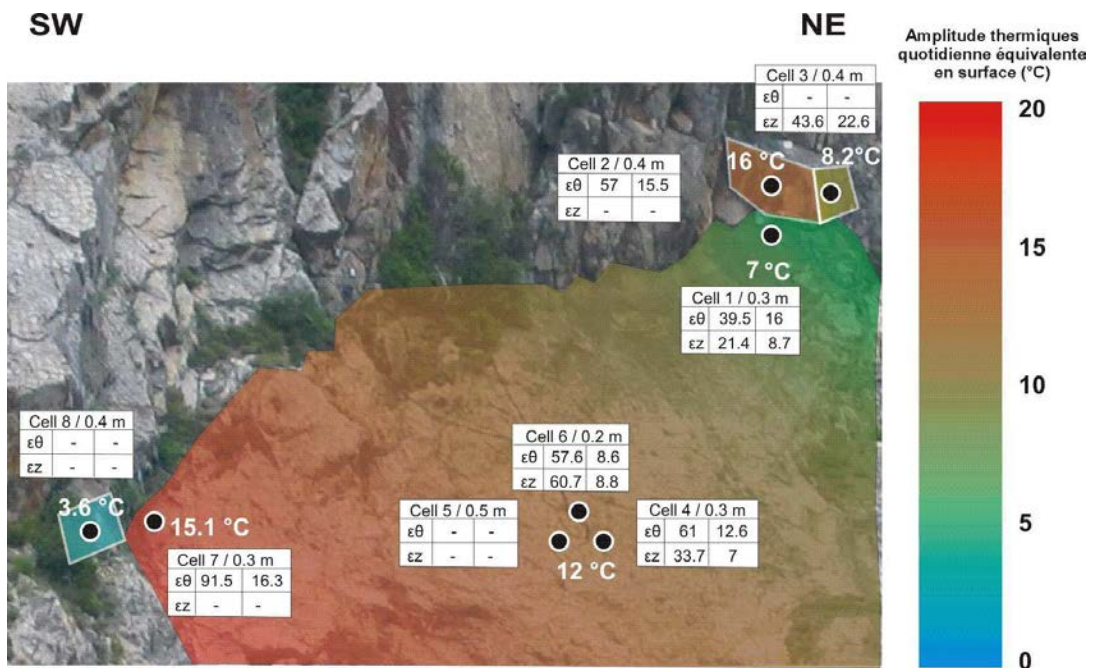 SW
NE
Amplitude thermiques
quotidienne équivalente
en surface (°C)
Cell 3 / 0.4 m
εθ - -
εz 43.6 22.6
16 °C
8.2°C
Cell 2 / 0.4 m
εθ 57 15.5
εz - -
7 °C
Cell 1 / 0.3 m
εθ 39.5 16
εz 21.4 8.7
Cell 8 / 0.4 m
εθ - -
εz - -
3.6 °C
15.1 °C
Cell 7 / 0.3 m
εθ 91.5 16.3
εz - -
Cell 6 / 0.2 m
εθ 57.6 8.6
εz 60.7 8.8
Cell 5 / 0.5 m
εθ - -
εz - -
Cell 4 / 0.3 m
εθ 61 12.6
εz 33.7 7
12 °C
20
15
10
5
0